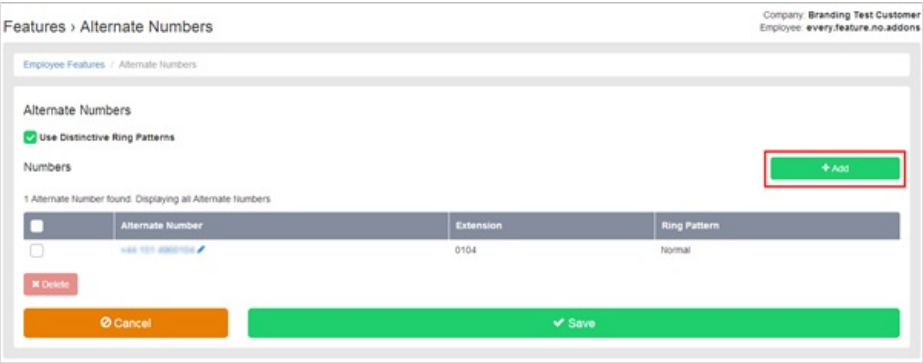 Features › Alternate Numbers
Company: Branding Test Customer
Employee: every.feature.no.addons
Employee Features / Alternate Numbers
Alternate Numbers
Use Distinctive Ring Patterns
Numbers
+ Add
1 Alternate Number found. Displaying all Alternate Numbers
Alternate Number Extension Ring Pattern
0104 Normal
Delete
Cancel
Save